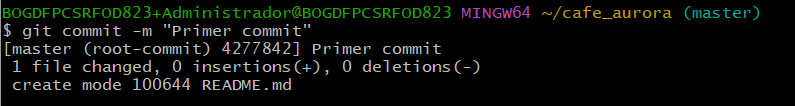 BOGDFPCSRFOD823+Administrador@BOGDFPCSRFOD823 MINGW64 ~/cafe_aurora (master)
$ git commit -m "Primer commit"
[master (root-commit) 4277842] Primer commit
 1 file changed, 0 insertions(+), 0 deletions(-)
 create mode 100644 README.md